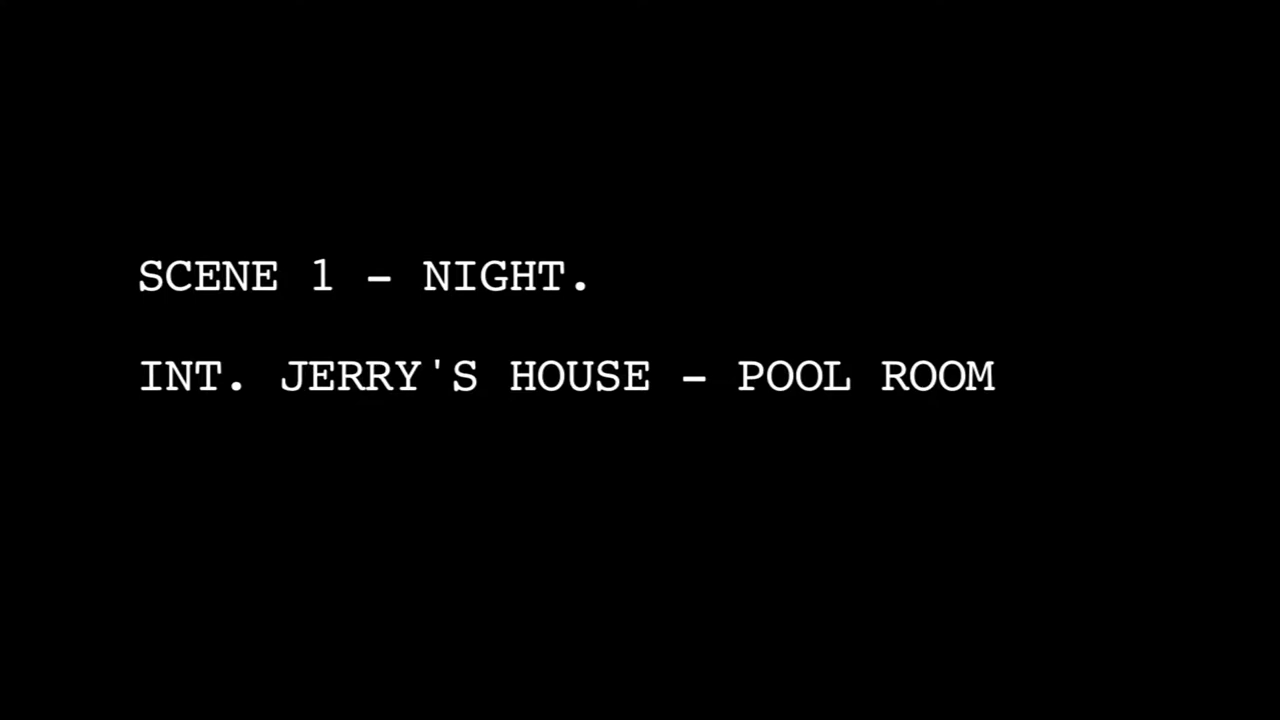 SCENE 1 - NIGHT.
INT. JERRY'S HOUSE - POOL ROOM